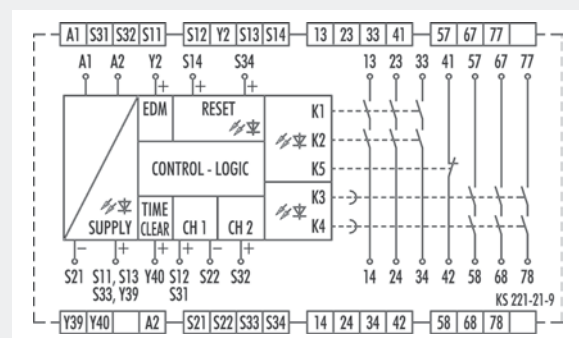 A1 S31 S32 S11 S12 Y2 S13 S14 13 23 33 41 57 67 77
A1 A2 Y2 S14 S34 13 23 33 41 57 67 77
+ + +
EDM RESET K1
K2
CONTROL - LOGIC K5
TIME K3
SUPPLY CLEAR CH 1 CH 2 K4
− + + − +
S21 S11, S13 Y40 S12 S22 S32 14 24 34 42 58 68 78
S33, Y39 S31
KS 221-21-9
Y39 Y40 A2 S21 S22 S33 S34 14 24 34 42 58 68 78